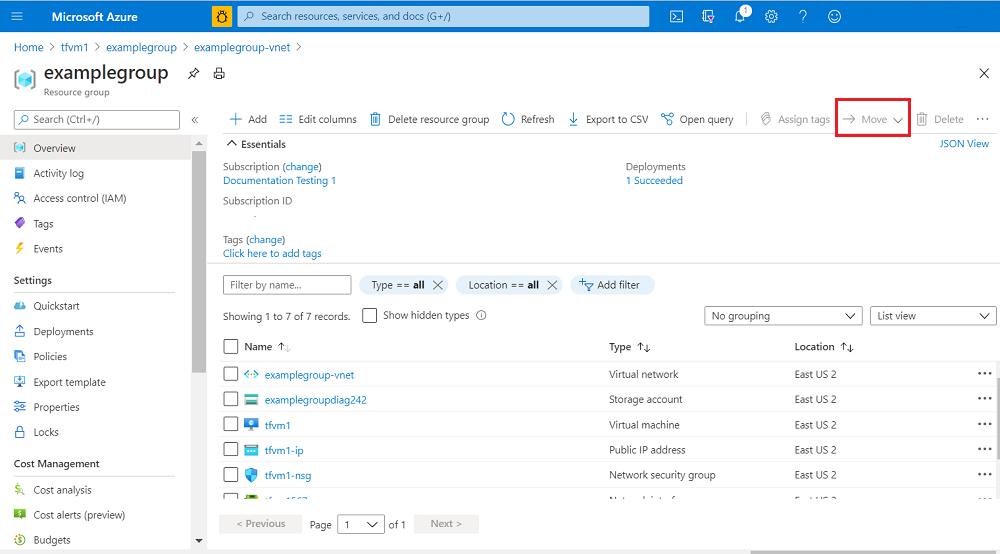 Microsoft Azure
Search resources, services, and docs (G+/)
1
Home > tfvm1 > examplegroup > examplegroup-vnet >
examplegroup
Resource group
Search (Ctrl+/)
«
Overview
Activity log
Access control (IAM)
Tags
Events
Settings
Quickstart
Deployments
Policies
Export template
Properties
Locks
Cost Management
Cost analysis
Cost alerts (preview)
Budgets
Add Edit columns Delete resource group Refresh Export to CSV Open query Assign tags Move Delete ...
Essentials JSON View
Subscription (change) Deployments
Documentation Testing 1 1 Succeeded
Subscription ID
Tags (change)
Click here to add tags
Filter by name... Type == all Location == all Add filter
Showing 1 to 7 of 7 records. Show hidden types No grouping List view
Name Type Location
examplegroup-vnet Virtual network East US 2 ...
examplegroupdiag242 Storage account East US 2 ...
tfvm1 Virtual machine East US 2 ...
tfvm1-ip Public IP address East US 2 ...
tfvm1-nsg Network security group East US 2 ...
< Previous Page 1 of 1 Next >